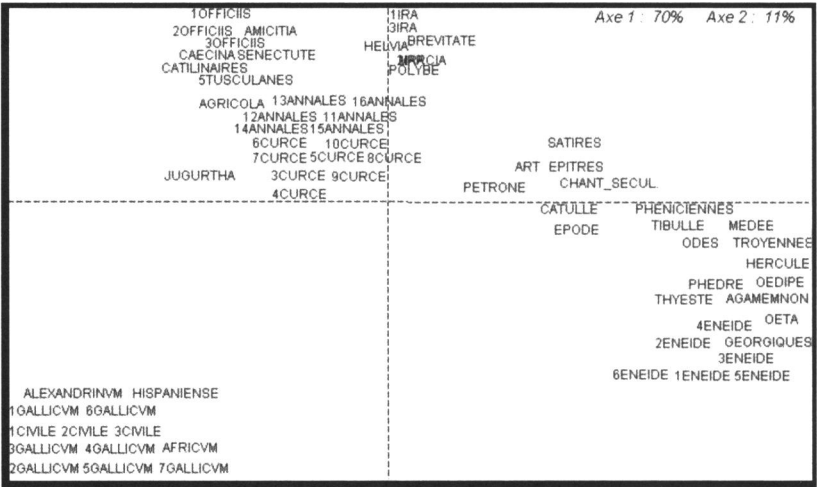 1OFFICIIS 1IRA Axe 1 : 70% Axe 2 : 11%
2OFFICIIS AMICITIA 3IRA
3OFFICIIS HELVIA BREVITATE
CAECINA SENECTUTE
CATILINAIRES POLYBE
5TUSCULANES
AGRICOLA 13ANNALES 16ANNALES
12ANNALES 11ANNALES
14ANNALES 15ANNALES
6CURCE 10CURCE SATIRES
7CURCE 5CURCE 8CURCE
ART EPITRES
JUGURTHA 3CURCE 9CURCE
PETRONE CHANT_SECUL
4CURCE
CATULLE PHENICIENNES
EPODE TIBULLE MEDEE
ODES TROYENNES
HERCULE
PHEDRE OEDIPE
THYESTE AGAMEMNON
4ENEIDE OETA
2ENEIDE GEORGIQUES
3ENEIDE
6ENEIDE 1ENEIDE 5ENEIDE
ALEXANDRINVM HISPANIENSE
1GALLICVM 6GALLICVM
1CIVILE 2CIVILE 3CIVILE
3GALLICVM 4GALLICVM AFRICVM
2GALLICVM 5GALLICVM 7GALLICVM